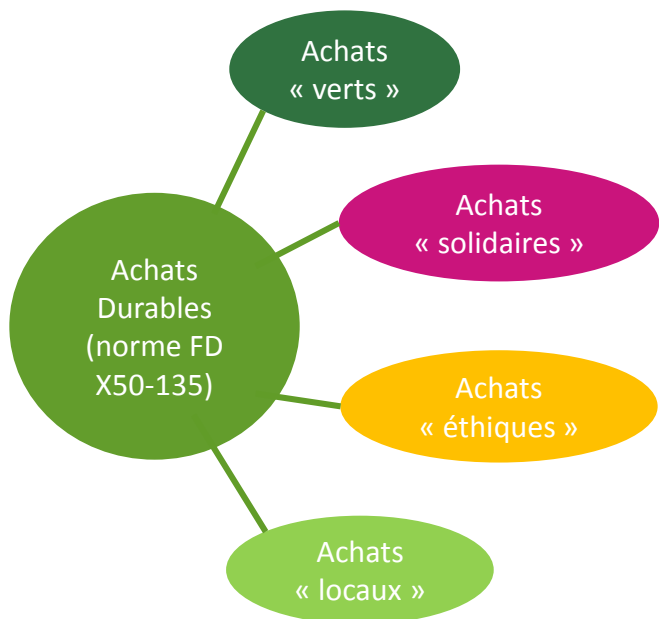 Achats
« verts »
Achats
« solidaires »
Achats
Durables
(norme FD
X50-135)
Achats
« éthiques »
Achats
« locaux »